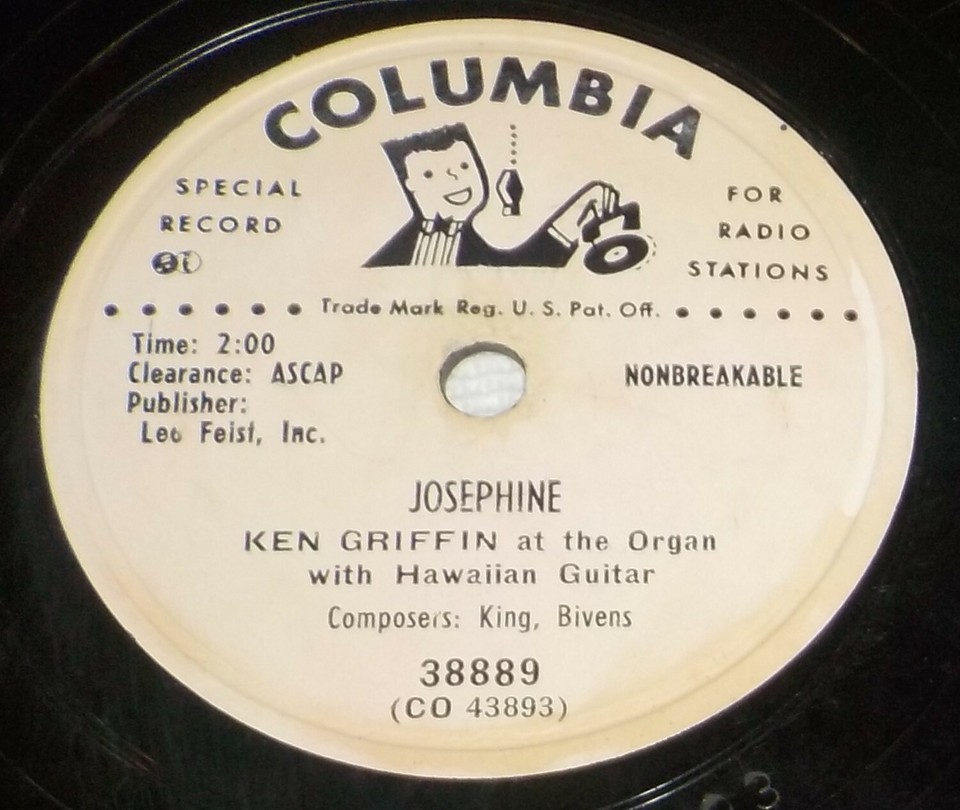 COLUMBIA
SPECIAL
RECORD
FOR
RADIO
STATIONS
Trade Mark Reg. U. S. Pat. Off.
Time: 2:00
Clearance: ASCAP
Publisher:
Leo Feist, Inc.
NONBREAKABLE
JOSEPHINE
KEN GRIFFIN at the Organ
with Hawaiian Guitar
Composers: King, Bivens
38889
(CO 43893)